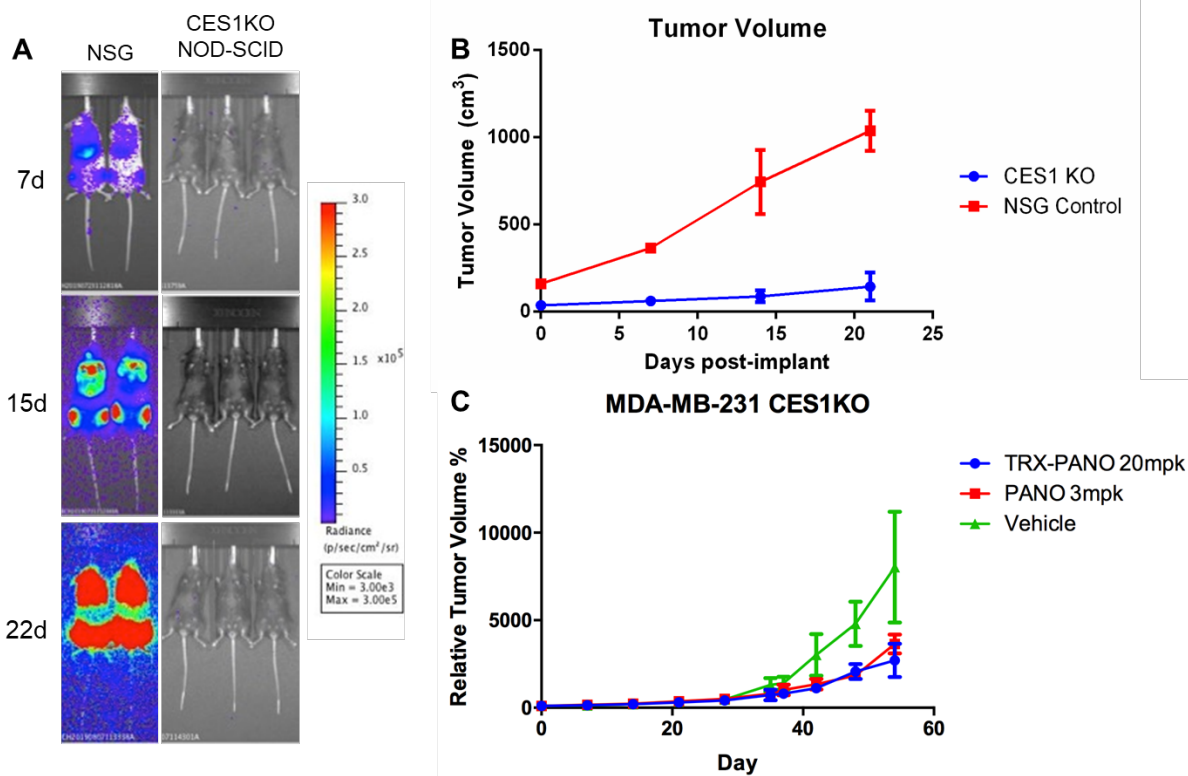 A
NSG
CES1KO
NOD-SCID
7d
15d
22d
3.0
2.5
2.0
1.5
x10⁵
1.0
0.5
Radiance
(p/sec/cm²/sr)
Color Scale
Min = 3.00e3
Max = 3.00e5
B
Tumor Volume
Tumor Volume (cm³)
1500
1000
500
0
0
5
10
15
20
25
Days post-implant
CES1 KO
NSG Control
C
MDA-MB-231 CES1KO
Relative Tumor Volume %
15000
10000
5000
0
0
20
40
60
Day
TRX-PANO 20mpk
PANO 3mpk
Vehicle